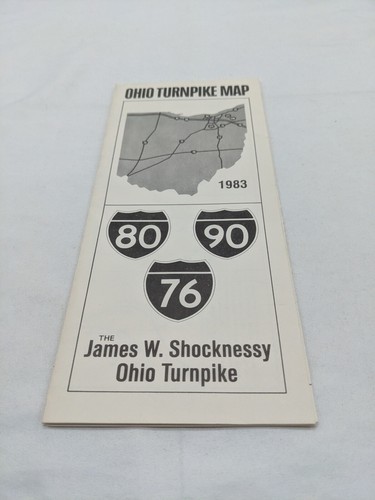 OHIO TURNPIKE MAP
1983
80 90
76
THE
James W. Shocknessy
Ohio Turnpike